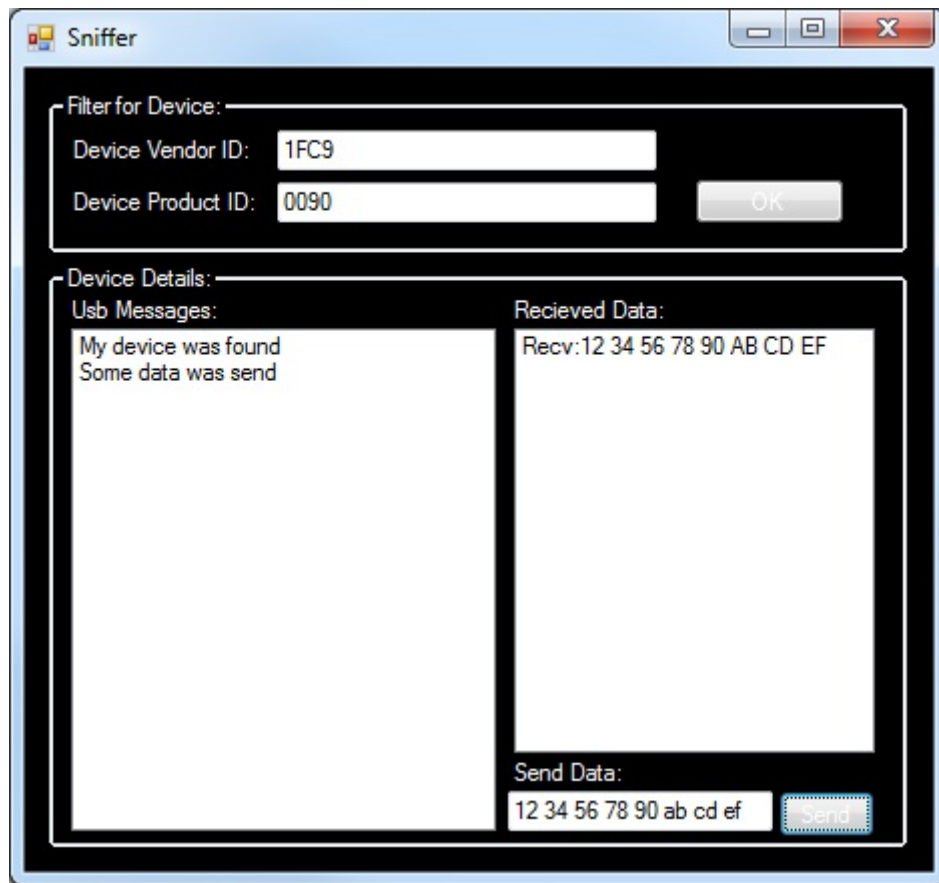 Sniffer
Filter for Device:
Device Vendor ID: 1FC9
Device Product ID: 0090 OK
Device Details:
Usb Messages:
My device was found
Some data was send
Recieved Data:
Recv:12 34 56 78 90 AB CD EF
Send Data:
12 34 56 78 90 ab cd ef Send